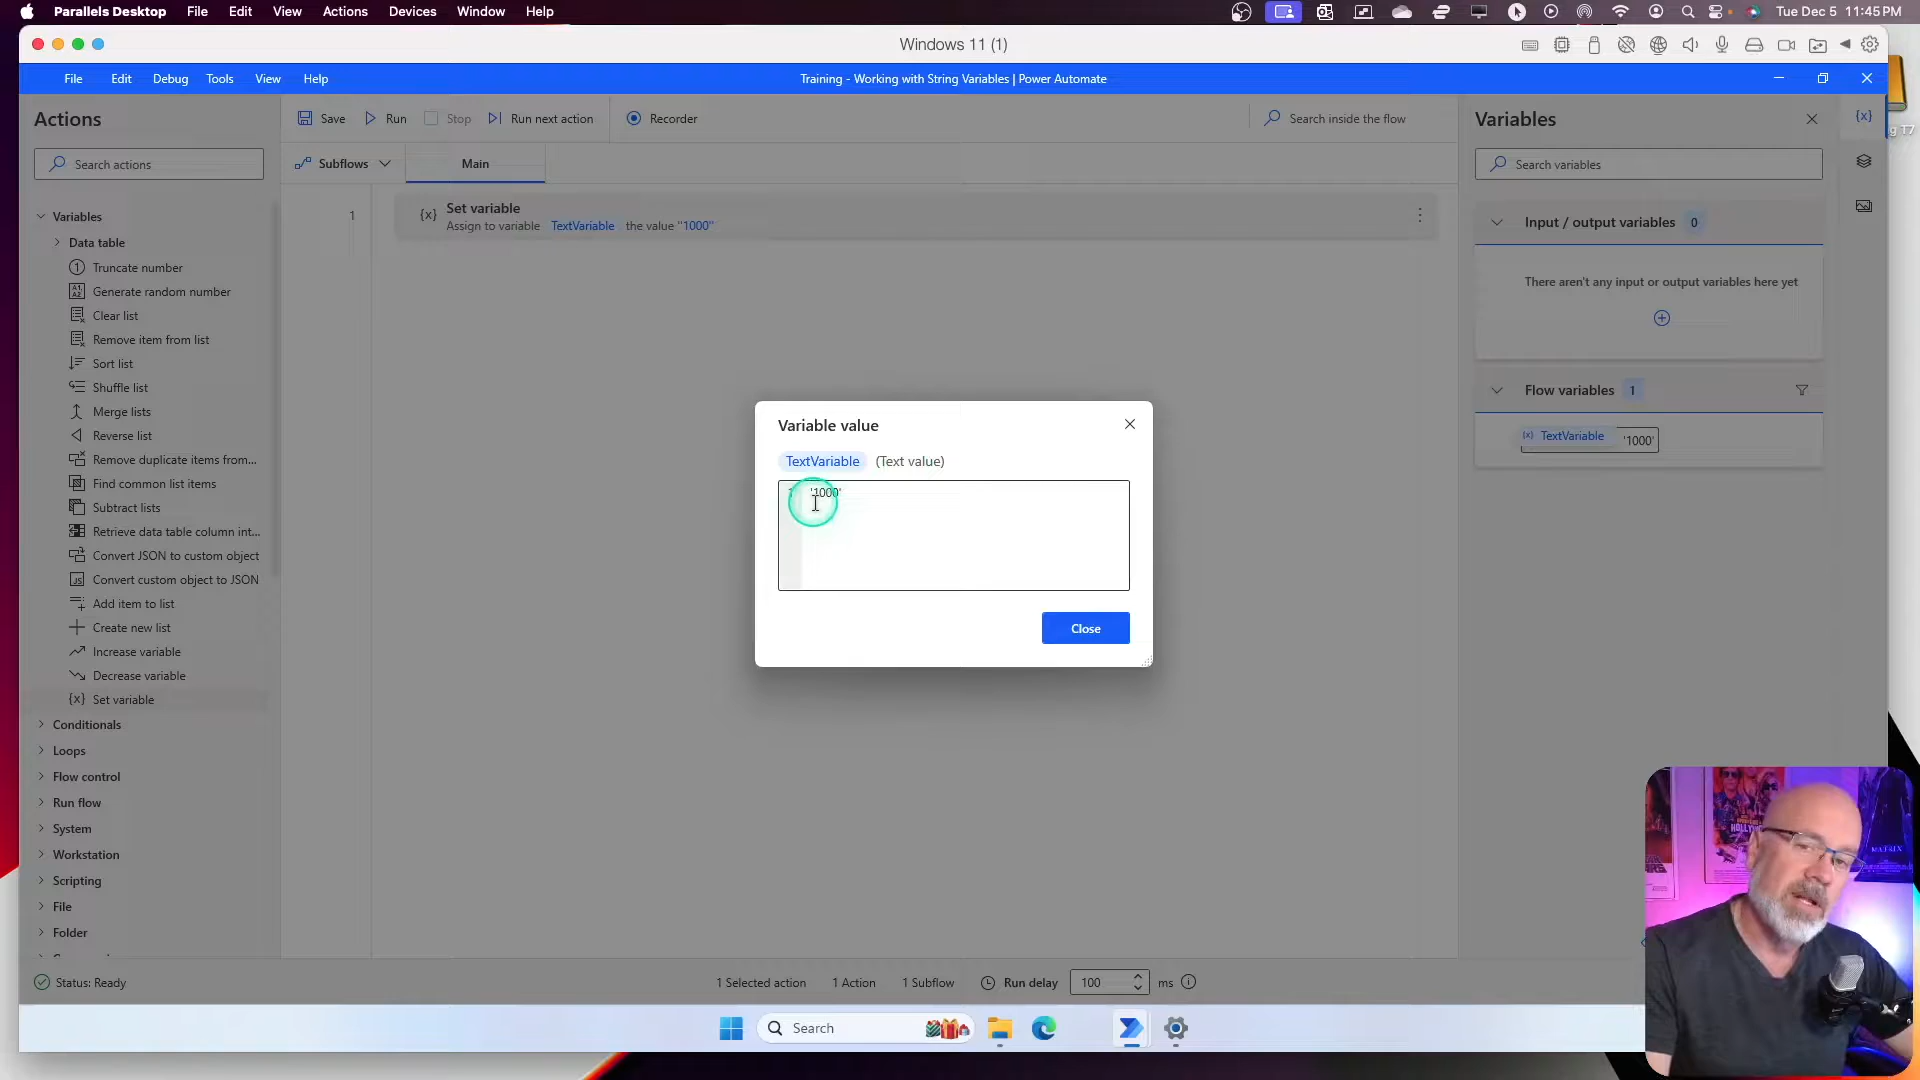 Parallels Desktop File Edit View Actions Devices Window Help
Tue Dec 5 11:45 PM
Windows 11 (1)
File Edit Debug Tools View Help
Training - Working with String Variables | Power Automate
Actions
Save Run Stop Run next action Recorder
Search inside the flow
Variables
g T7
Search actions
Subflows
Main
Search variables
Variables
Data table
Truncate number
Generate random number
Clear list
Remove item from list
Sort list
Shuffle list
Merge lists
Reverse list
Remove duplicate items from...
Find common list items
Subtract lists
Retrieve data table column int...
Convert JSON to custom object
Convert custom object to JSON
Add item to list
Create new list
Increase variable
Decrease variable
Set variable
Conditionals
Loops
Flow control
Run flow
System
Workstation
Scripting
File
Folder
1
{x} Set variable
Assign to variable TextVariable the value "1000"
Input / output variables 0
There aren't any input or output variables here yet
Flow variables 1
{x} TextVariable '1000'
Variable value
TextVariable (Text value)
1 '1000'
Close
Status: Ready
1 Selected action 1 Action 1 Subflow Run delay 100 ms
Search
HOLLY
MATRIX